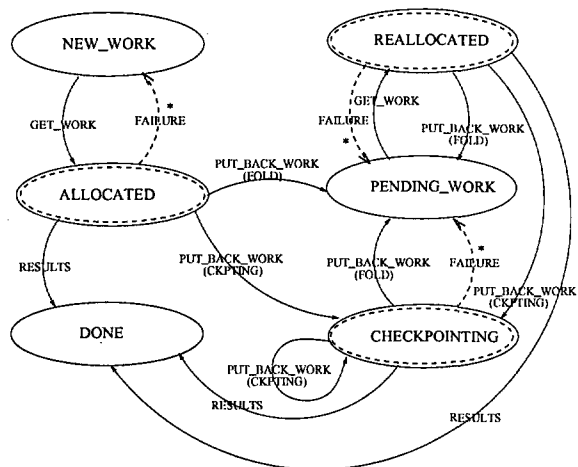 NEW_WORK
REALLOCATED
*
GET_WORK
FAILURE
GET_WORK
FAILURE
*
PUT_BACK_WORK
(FOLD)
ALLOCATED
PUT_BACK_WORK
(FOLD)
PENDING_WORK
RESULTS
PUT_BACK_WORK
(CKPTING)
PUT_BACK_WORK
(FOLD)
*
FAILURE
PUT_BACK_WORK
(CKPTING)
DONE
CHECKPOINTING
PUT_BACK_WORK
(CKPTING)
RESULTS
RESULTS